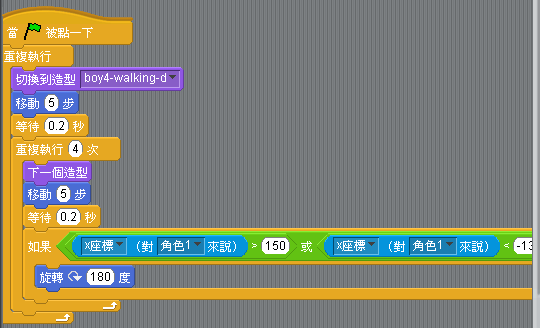 當 被點一下
重複執行
切換到造型 boy4-walking-d
移動 5 步
等待 0.2 秒
重複執行 4 次
下一個造型
移動 5 步
等待 0.2 秒
如果 x座標 (對 角色1 來說) > 150 或 x座標 (對 角色1 來說) < -13
旋轉 180 度